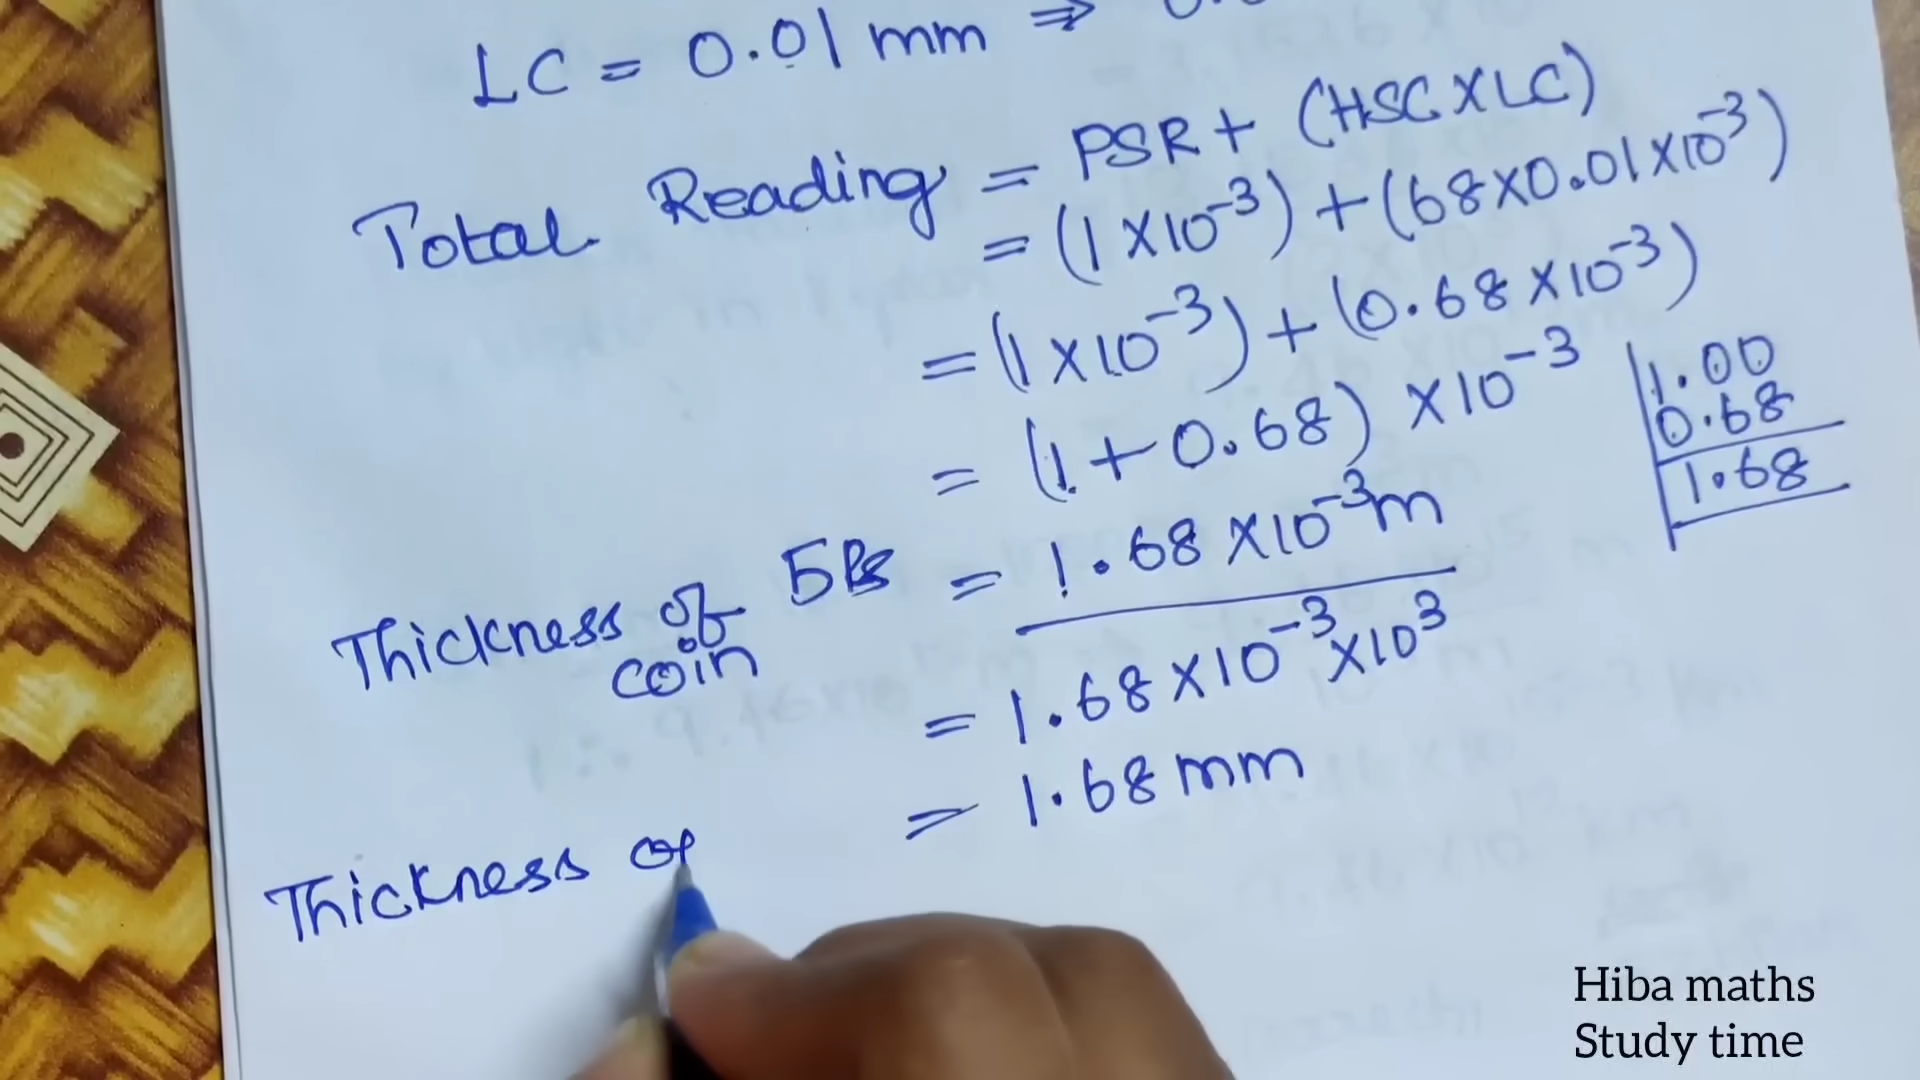 LC = 0.01 mm ⇒ 0.
Total Reading = PSR + (HSC X LC)
= (1 X 10⁻³) + (68 X 0.01 X 10⁻³)
= (1 X 10⁻³) + (0.68 X 10⁻³)
= (1 + 0.68) X 10⁻³
1.00
0.68
1.68
Thickness of 5Rs coin = 1.68 X 10⁻³ m
= 1.68 X 10⁻³ X 10³
= 1.68 mm
Thickness of
Hiba maths
Study time